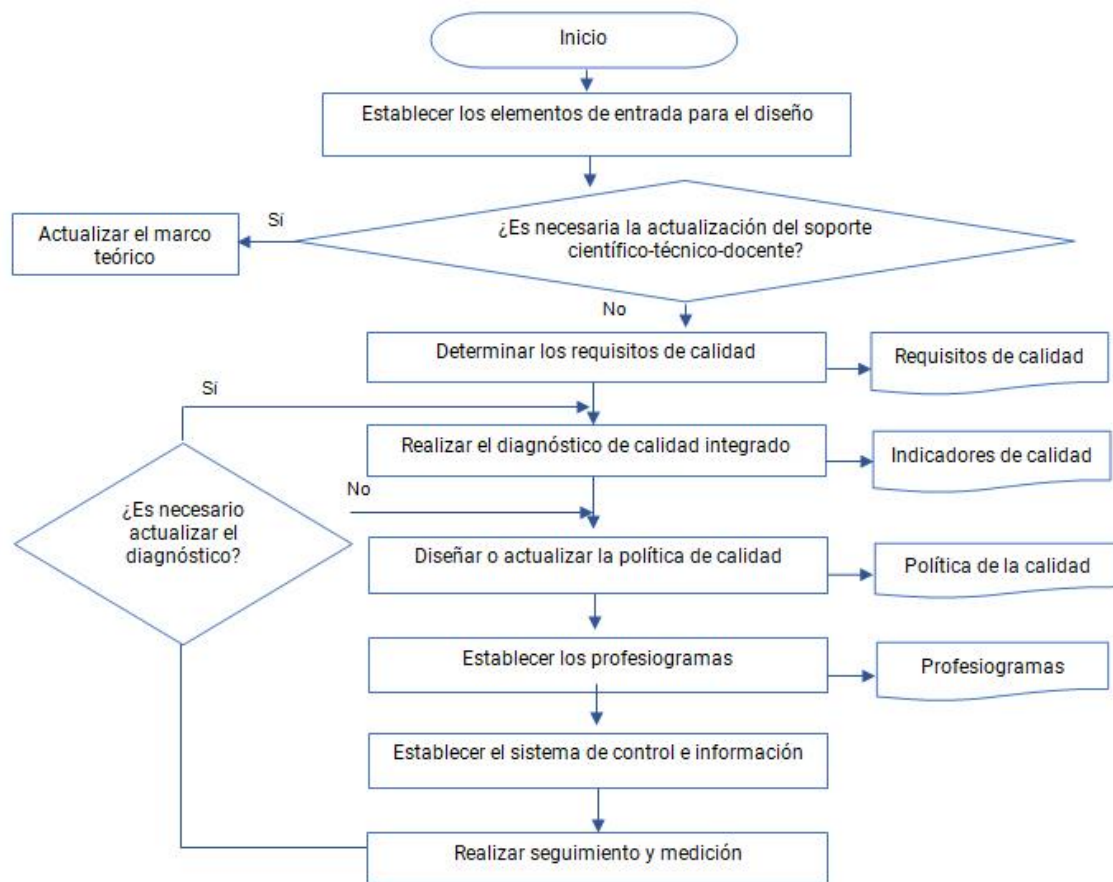 Inicio
Establecer los elementos de entrada para el diseño
¿Es necesaria la actualización del soporte
científico-técnico-docente?
Sí
Actualizar el marco
teórico
No
Determinar los requisitos de calidad
Requisitos de calidad
Sí
Realizar el diagnóstico de calidad integrado
Indicadores de calidad
No
¿Es necesario
actualizar el
diagnóstico?
Diseñar o actualizar la política de calidad
Política de la calidad
Establecer los profesiogramas
Profesiogramas
Establecer el sistema de control e información
Realizar seguimiento y medición